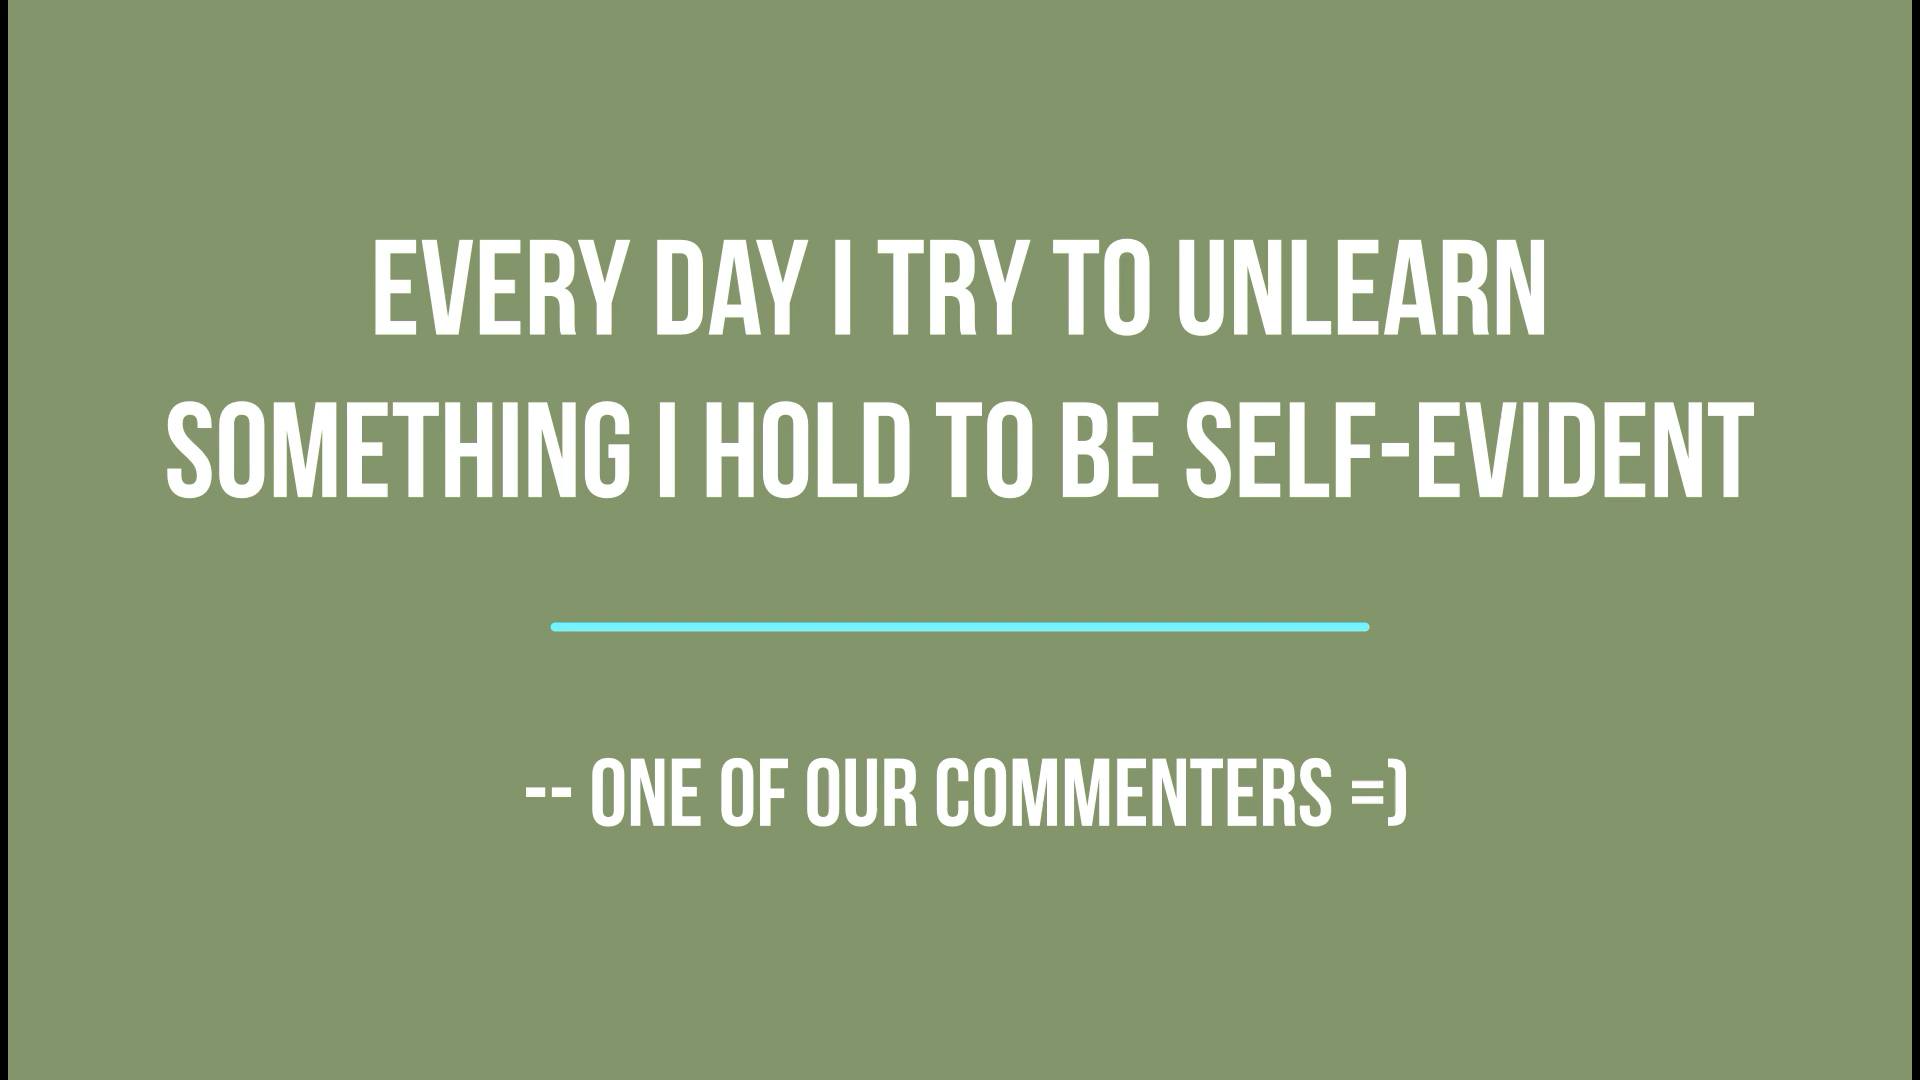 EVERY DAY I TRY TO UNLEARN
SOMETHING I HOLD TO BE SELF-EVIDENT
-- ONE OF OUR COMMENTERS =)